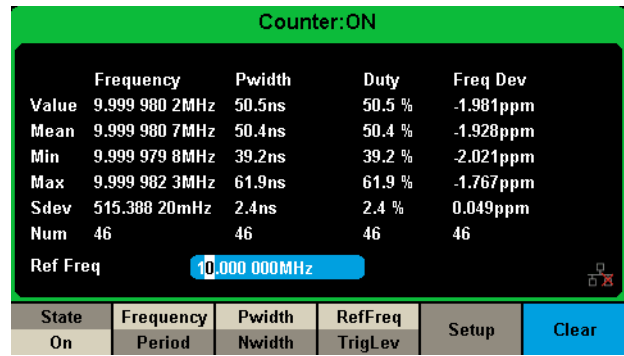 Counter:ON
Frequency Pwidth Duty Freq Dev
Value 9.999 980 2MHz 50.5ns 50.5 % -1.981ppm
Mean 9.999 980 7MHz 50.4ns 50.4 % -1.928ppm
Min 9.999 979 8MHz 39.2ns 39.2 % -2.021ppm
Max 9.999 982 3MHz 61.9ns 61.9 % -1.767ppm
Sdev 515.388 20mHz 2.4ns 2.4 % 0.049ppm
Num 46 46 46 46
Ref Freq 10.000 000MHz
State Frequency Pwidth RefFreq Setup Clear
On Period Nwidth TrigLev